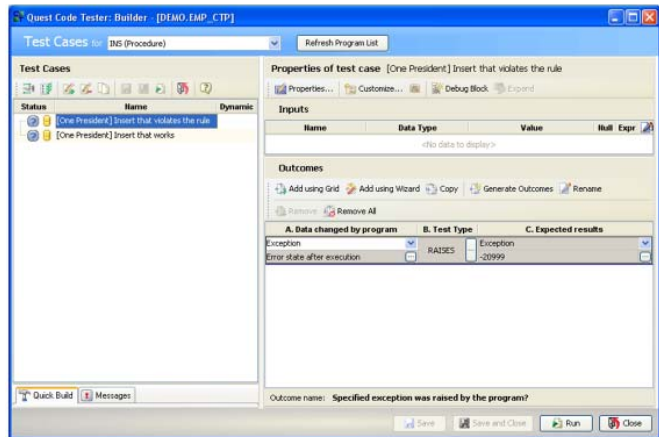 Quest Code Tester: Builder - [DEMO.EMP_CTP]
Test Cases for INS (Procedure)
Refresh Program List
Test Cases
Status Name Dynamic
[One President] Insert that violates the rule
[One President] Insert that works
Quick Build Messages
Properties of test case [One President] Insert that violates the rule
Properties... Customize... Debug Block Expand
Inputs
Name Data Type Value Null Expr
<No data to display>
Outcomes
Add using Grid Add using Wizard Copy Generate Outcomes Rename
Remove Remove All
A. Data changed by program B. Test Type C. Expected results
Exception RAISES Exception
Error state after execution -20999
Outcome name: Specified exception was raised by the program?
Save Save and Close Run Close